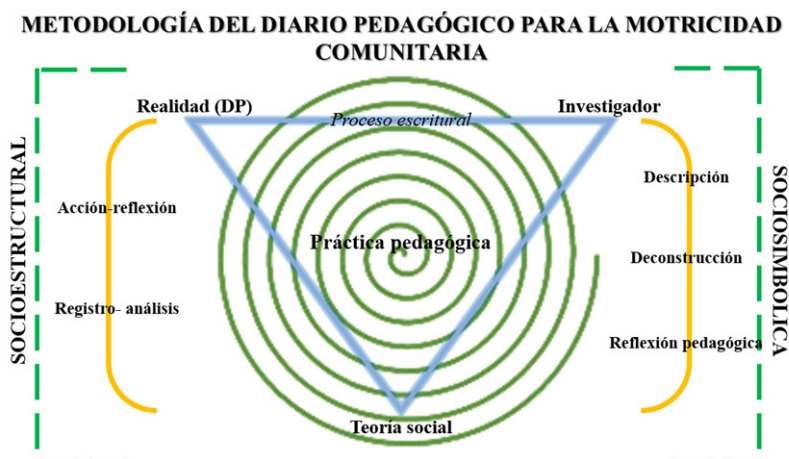 METODOLOGÍA DEL DIARIO PEDAGÓGICO PARA LA MOTRICIDAD
COMUNITARIA
Realidad (DP)
Proceso escritural
Investigador
SOCIOESTRUCTURAL
Acción-reflexión
Registro- análisis
Práctica pedagógica
Descripción
Deconstrucción
Reflexión pedagógica
SOCIOSIMBOLICA
Teoría social